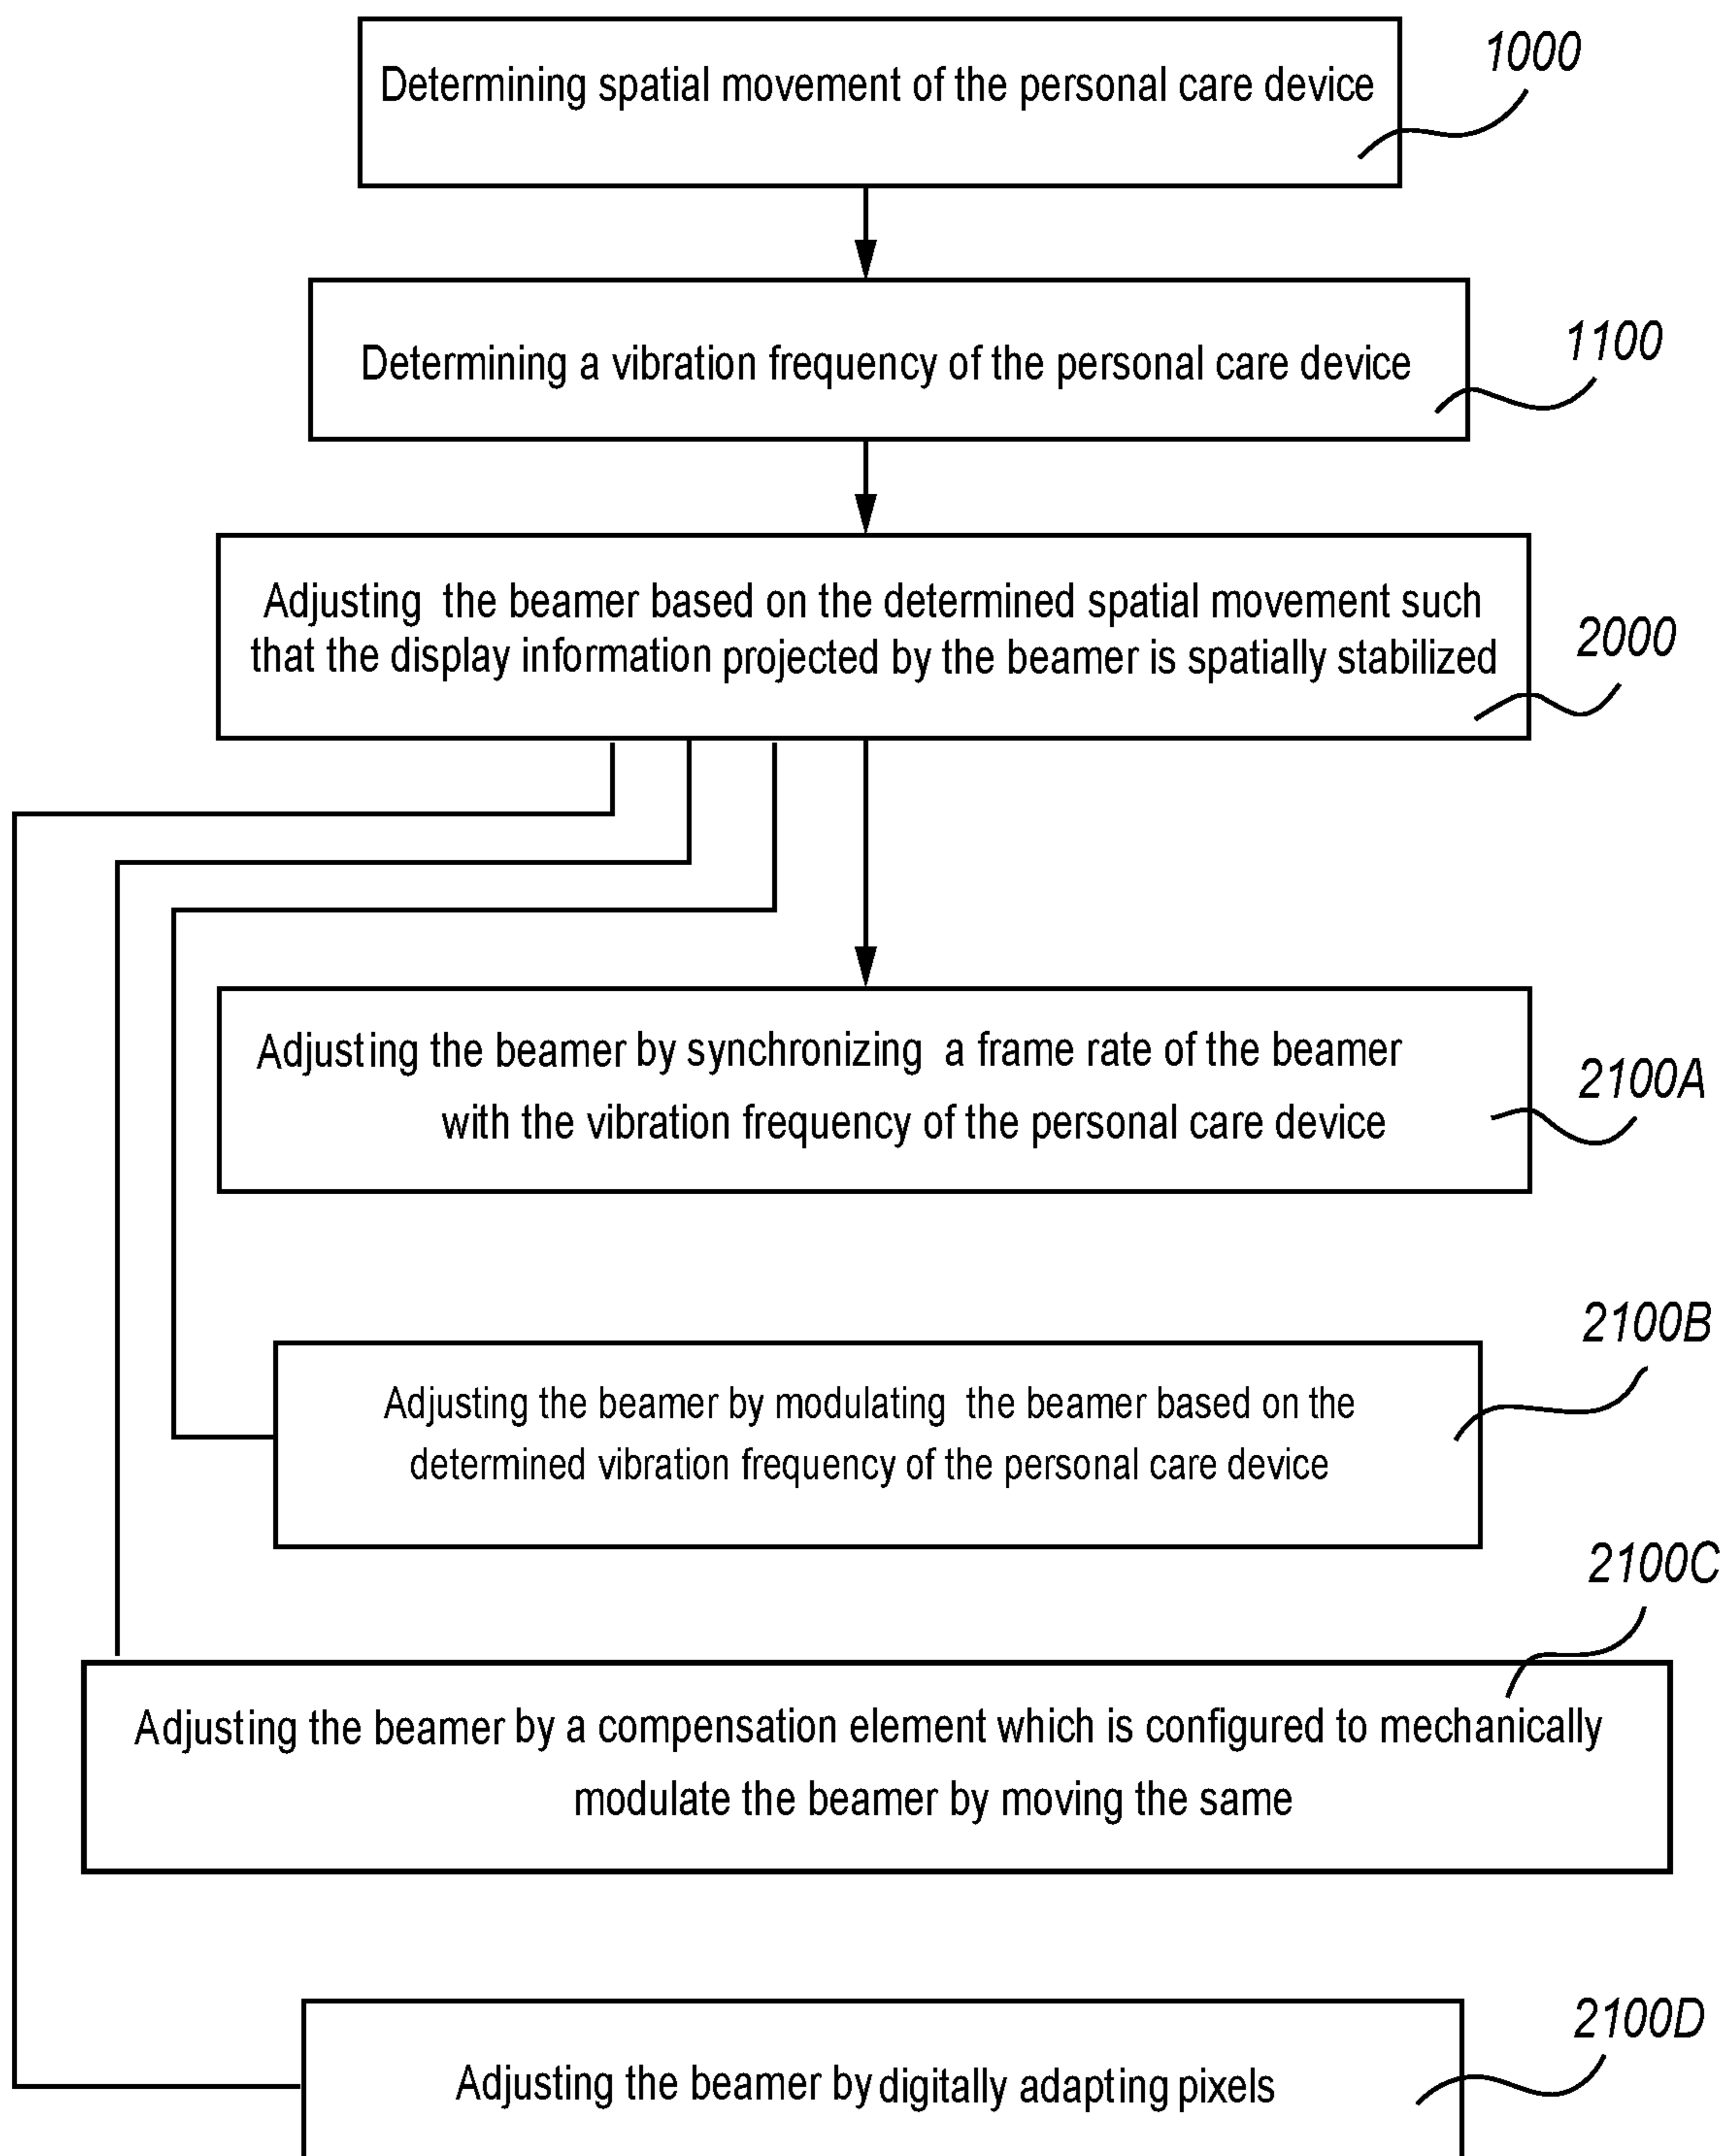 Determining spatial movement of the personal care device
1000
Determining a vibration frequency of the personal care device
1100
Adjusting the beamer based on the determined spatial movement such
that the display information projected by the beamer is spatially stabilized
2000
Adjusting the beamer by synchronizing a frame rate of the beamer
with the vibration frequency of the personal care device
2100A
Adjusting the beamer by modulating the beamer based on the
determined vibration frequency of the personal care device
2100B
Adjusting the beamer by a compensation element which is configured to mechanically
modulate the beamer by moving the same
2100C
Adjusting the beamer by digitally adapting pixels
2100D